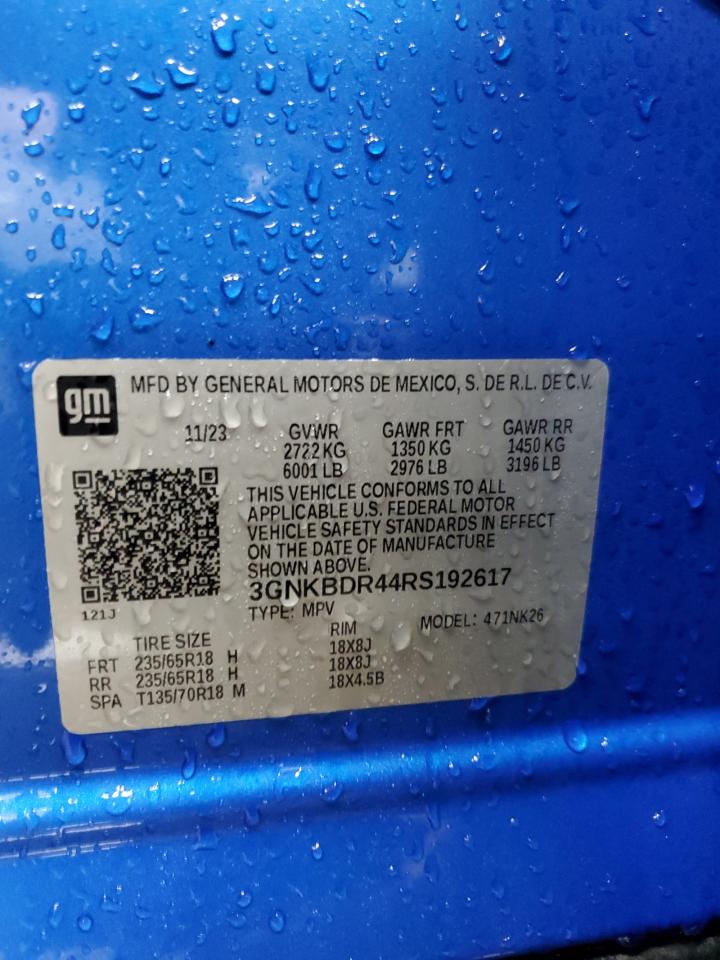 gm
MFD BY GENERAL MOTORS DE MEXICO, S. DE R.L. DE C.V.
11/23 GVWR GAWR FRT GAWR RR
2722 KG 1350 KG 1450 KG
6001 LB 2976 LB 3196 LB
THIS VEHICLE CONFORMS TO ALL
APPLICABLE U.S. FEDERAL MOTOR
VEHICLE SAFETY STANDARDS IN EFFECT
ON THE DATE OF MANUFACTURE
SHOWN ABOVE.
3GNKBDR44RS192617
121J
TYPE: MPV MODEL: 471NK26
TIRE SIZE RIM
FRT 235/65R18 H 18X8J
RR 235/65R18 H 18X8J
SPA T135/70R18 M 18X4.5B